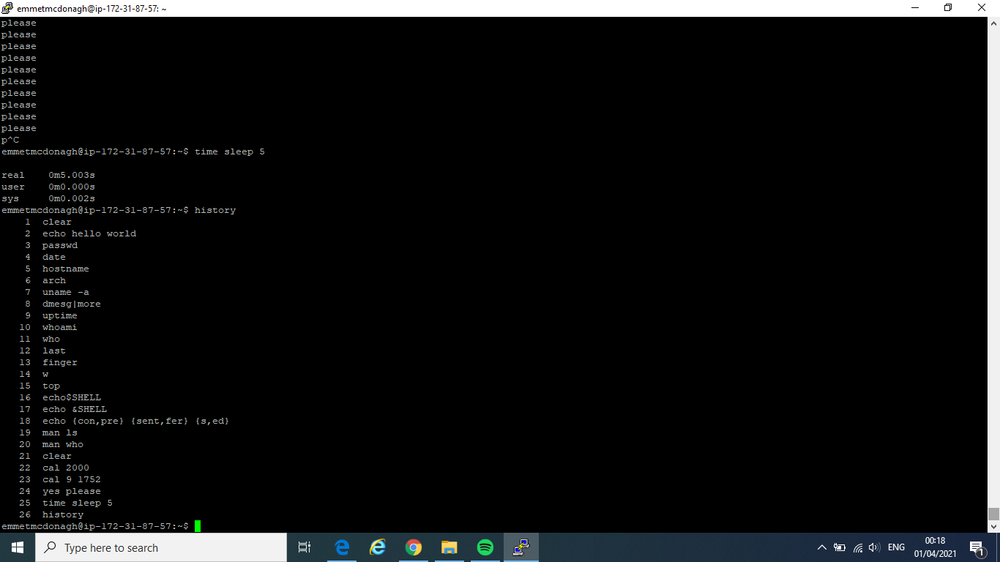 emmetmcdonagh@ip-172-31-87-57: ~
please
please
please
please
please
please
please
please
please
please
p^C
emmetmcdonagh@ip-172-31-87-57:~$ time sleep 5
real    0m5.003s
user    0m0.000s
sys     0m0.002s
emmetmcdonagh@ip-172-31-87-57:~$ history
    1  clear
    2  echo hello world
    3  passwd
    4  date
    5  hostname
    6  arch
    7  uname -a
    8  dmesg|more
    9  uptime
   10  whoami
   11  who
   12  last
   13  finger
   14  w
   15  top
   16  echo$SHELL
   17  echo &SHELL
   18  echo {con,pre} {sent,fer} {s,ed}
   19  man ls
   20  man who
   21  clear
   22  cal 2000
   23  cal 9 1752
   24  yes please
   25  time sleep 5
   26  history
emmetmcdonagh@ip-172-31-87-57:~$
Type here to search
ENG
00:18
01/04/2021
1